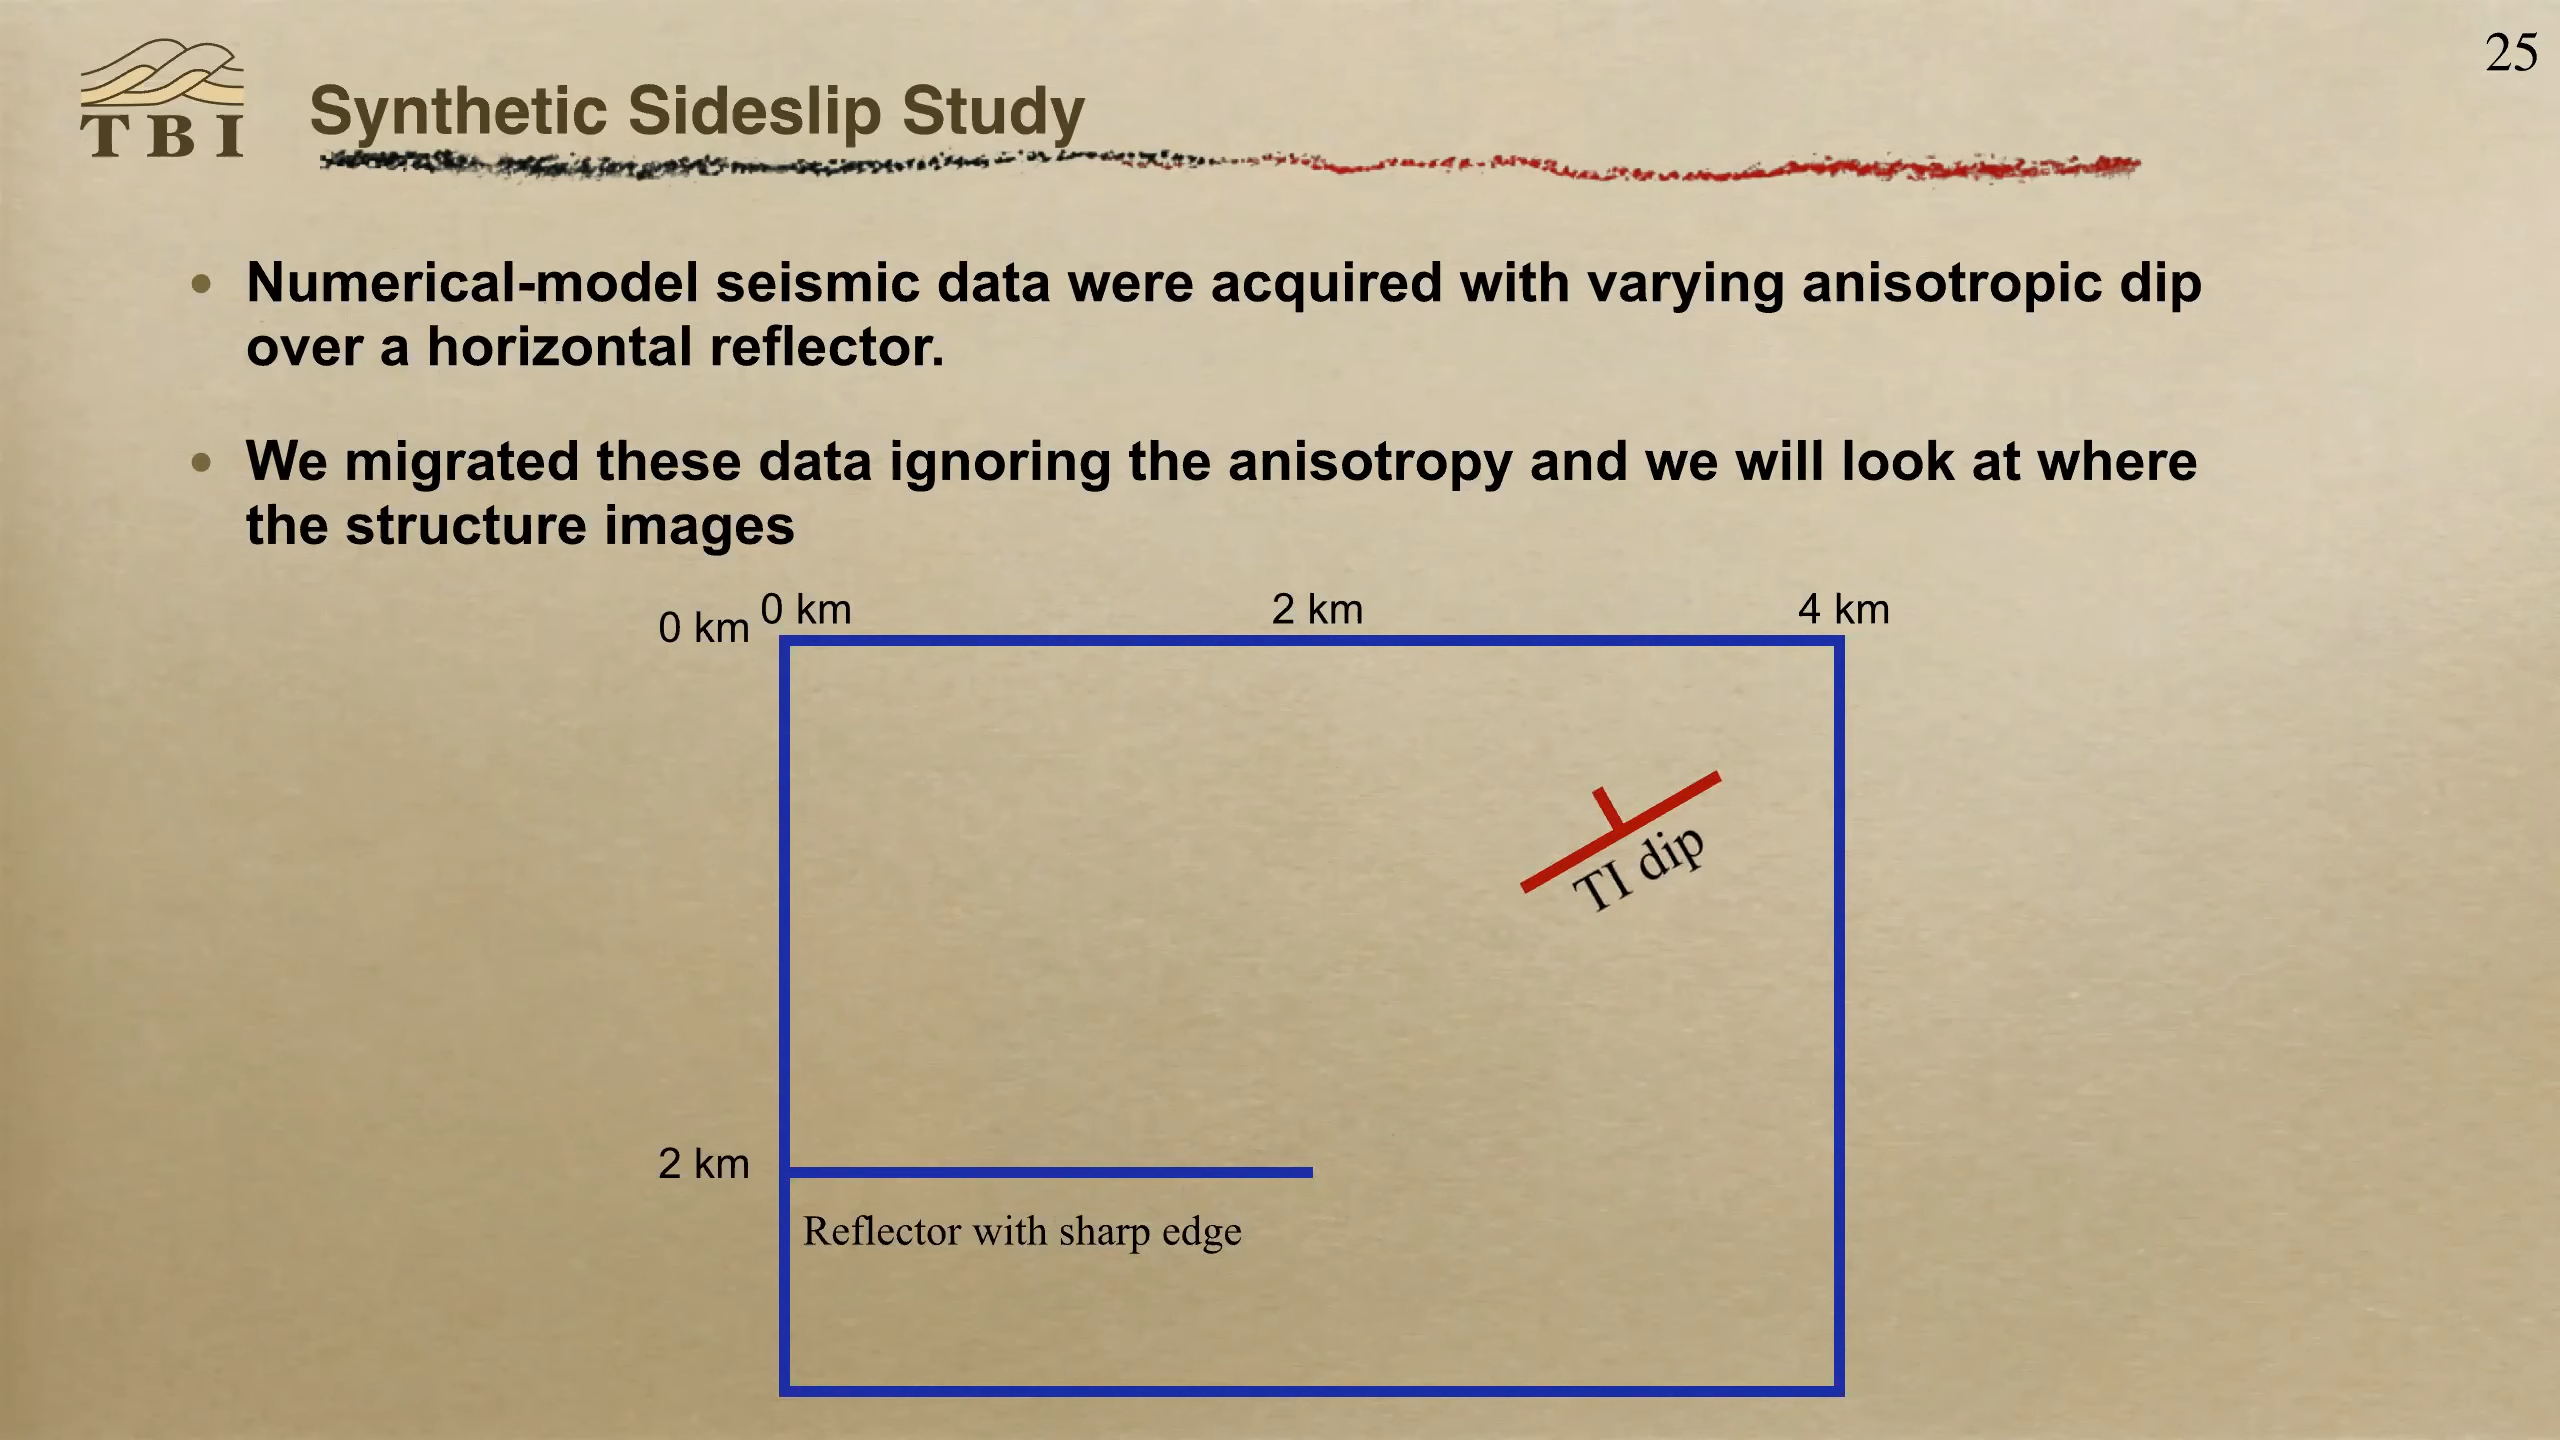 25
TBI
Synthetic Sideslip Study
• Numerical-model seismic data were acquired with varying anisotropic dip
over a horizontal reflector.
• We migrated these data ignoring the anisotropy and we will look at where
the structure images
0 km 0 km 2 km 4 km
TI dip
2 km
Reflector with sharp edge